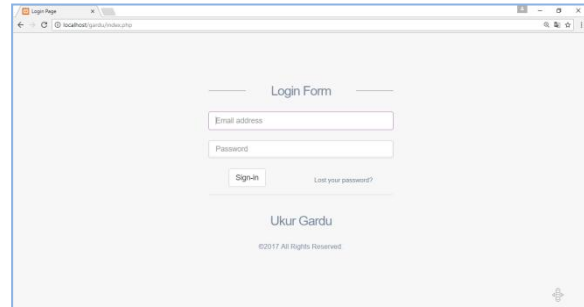 Login Page
localhost/gardu/index.php
Login Form
Email address
Password
Sign-in
Lost your password?
Ukur Gardu
©2017 All Rights Reserved